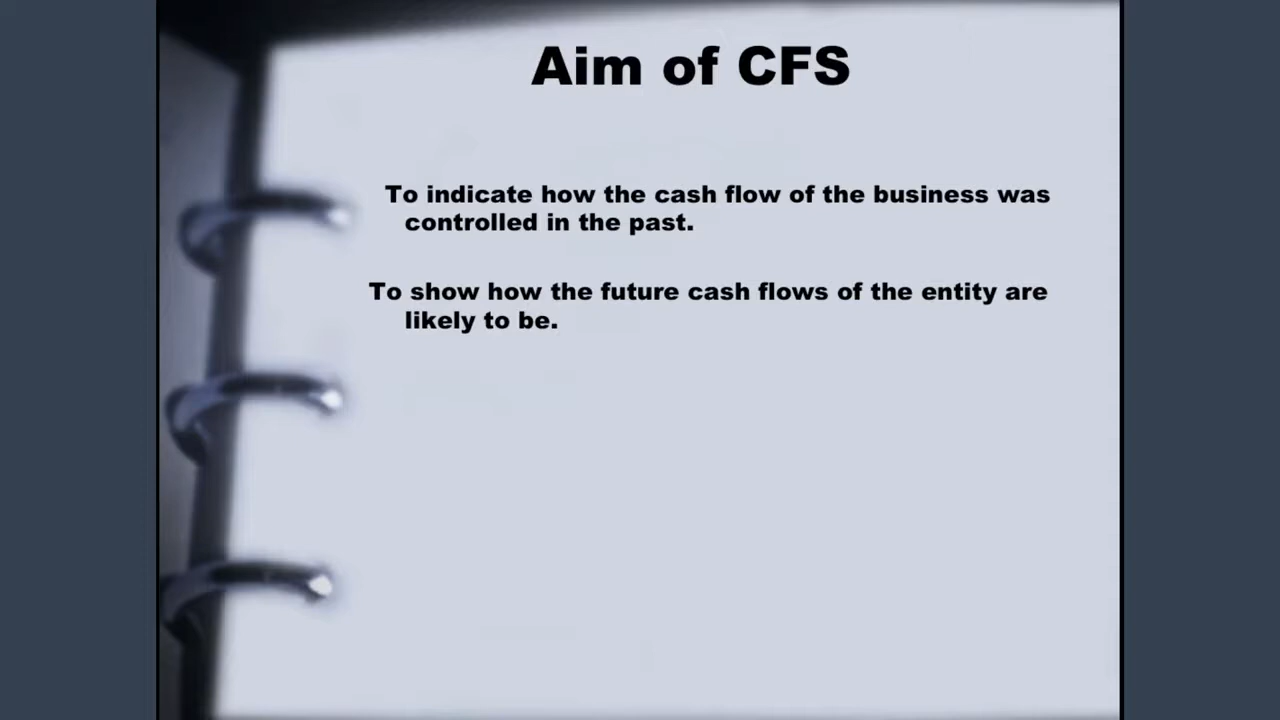 Aim of CFS
To indicate how the cash flow of the business was
controlled in the past.
To show how the future cash flows of the entity are
likely to be.